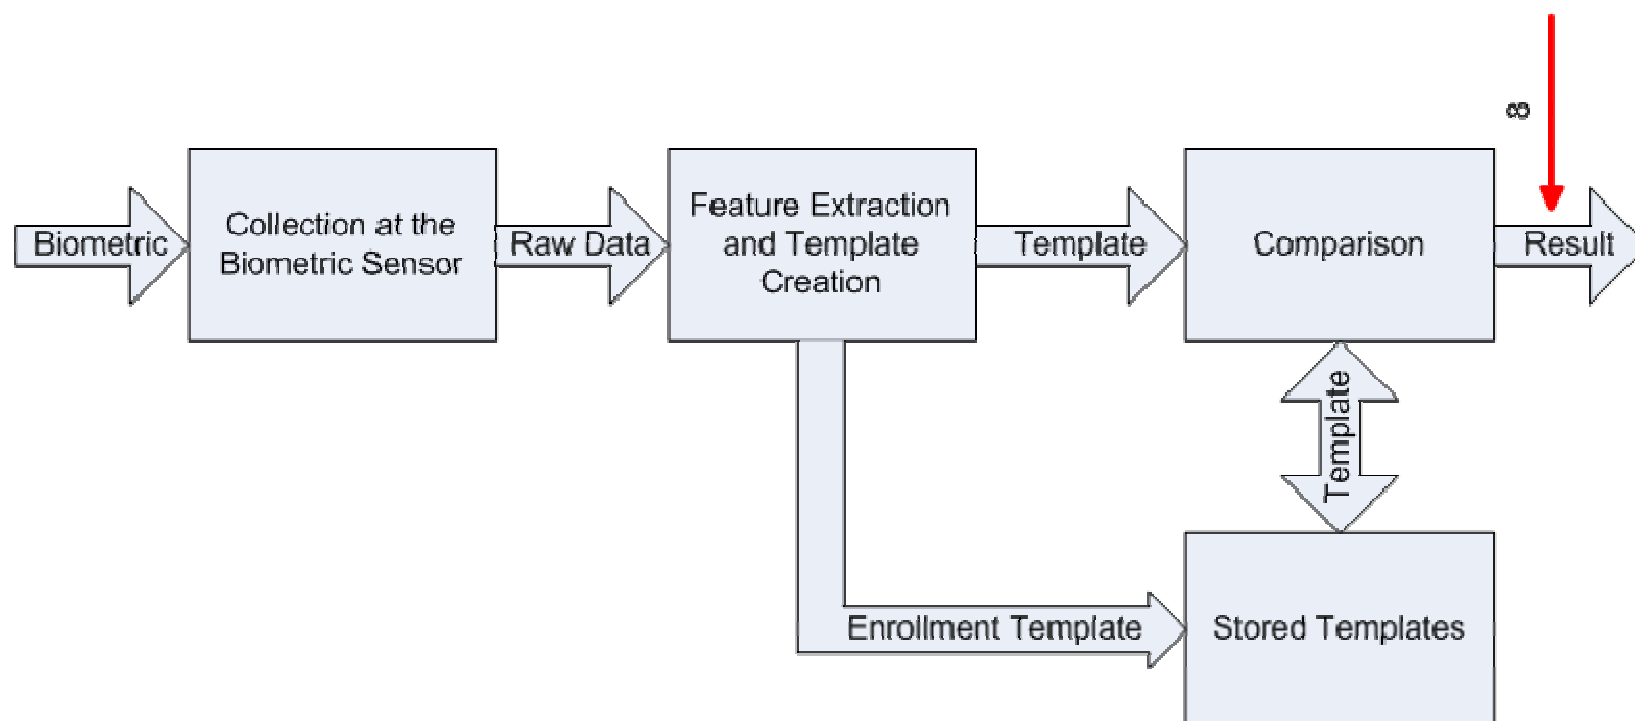 8
Biometric
Collection at the
Biometric Sensor
Raw Data
Feature Extraction
and Template
Creation
Template
Comparison
Result
Template
Enrollment Template
Stored Templates